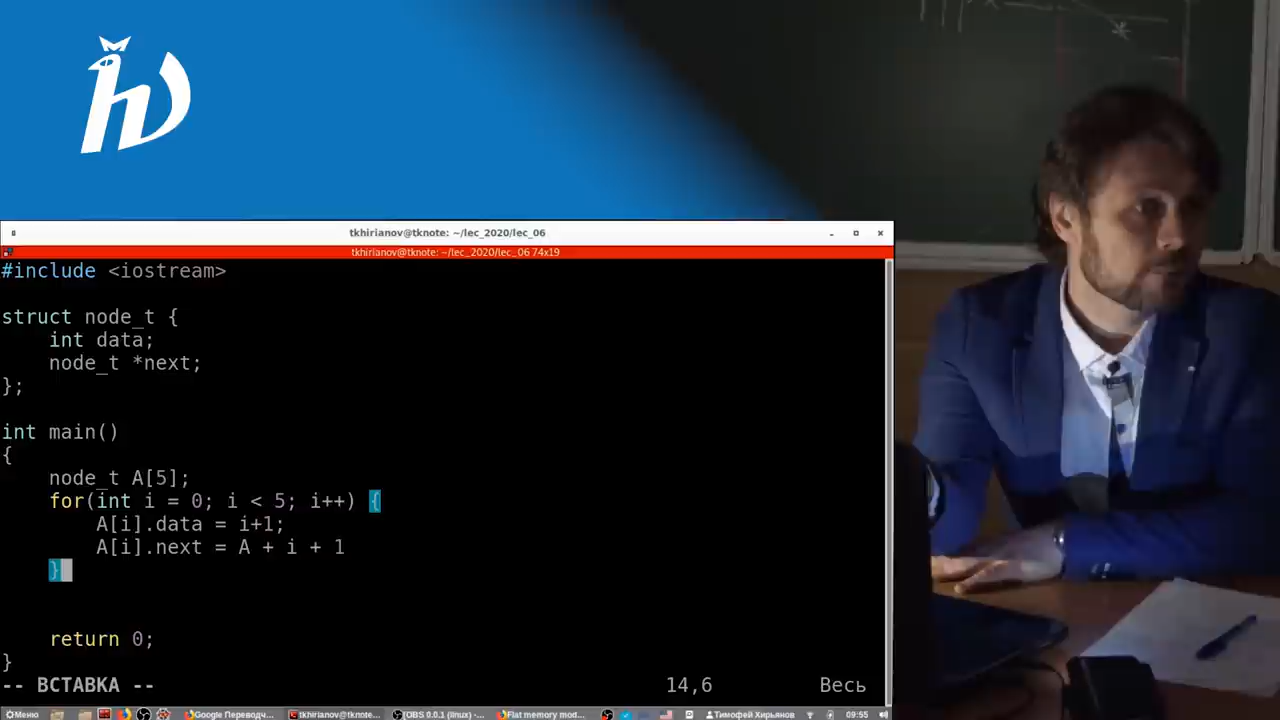 tkhirianov@tknote: ~/lec_2020/lec_06
tkhirianov@tknote: ~/lec_2020/lec_06 74x19
#include <iostream>
struct node_t {
int data;
node_t *next;
};
int main()
{
node_t A[5];
for(int i = 0; i < 5; i++) {
A[i].data = i+1;
A[i].next = A + i + 1
}
return 0;
}
-- ВСТАВКА -- 14,6 Весь
Меню Google Переводч... tkhirianov@tknote... [OBS 0.0.1 (linux) -... Flat memory mod... Тимофей Хирьянов 09:55